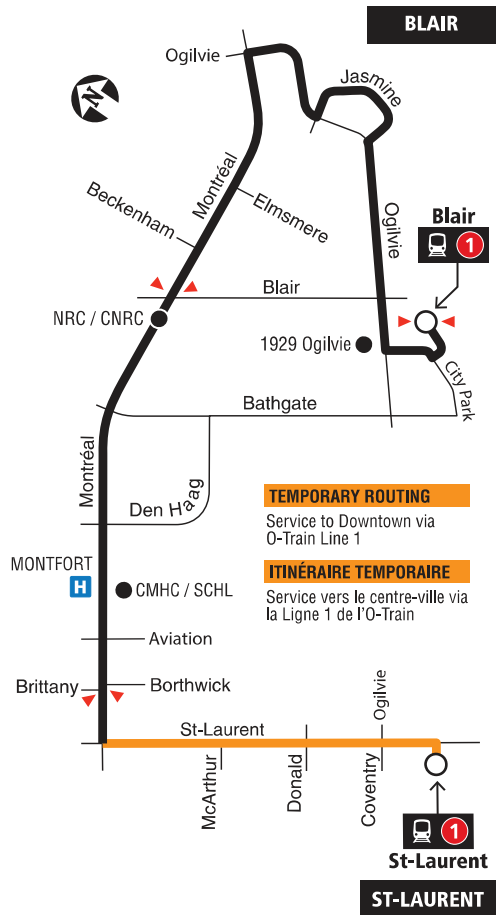 BLAIR
Ogilvie
Jasmine
N
Montréal
Beckenham
Elmsmere
Ogilvie
Blair
1
Blair
NRC / CNRC
1929 Ogilvie
City Park
Bathgate
Montréal
Den Haag
TEMPORARY ROUTING
Service to Downtown via
O-Train Line 1
MONTFORT
H
CMHC / SCHL
ITINÉRAIRE TEMPORAIRE
Service vers le centre-ville via
la Ligne 1 de l'O-Train
Aviation
Brittany
Borthwick
Ogilvie
St-Laurent
McArthur
Donald
Coventry
1
St-Laurent
ST-LAURENT